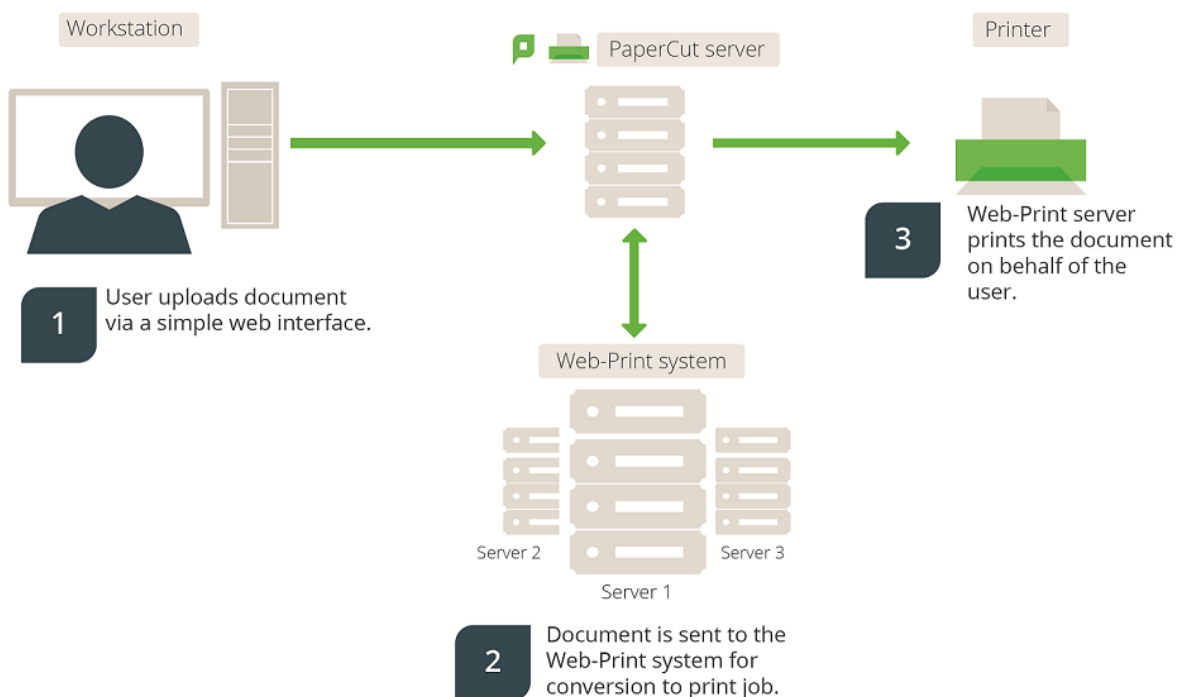 Workstation
PaperCut server
Printer
1
User uploads document
via a simple web interface.
3
Web-Print server
prints the document
on behalf of the
user.
Web-Print system
Server 2
Server 3
Server 1
2
Document is sent to the
Web-Print system for
conversion to print job.